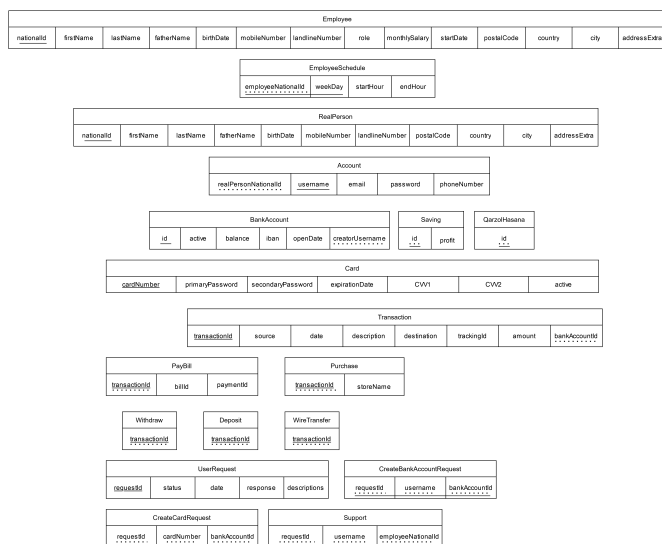 Employee
nationalId firstName lastName fatherName birthDate mobileNumber landlineNumber role monthlySalary startDate postalCode country city addressExtra
EmployeeSchedule
employeeNationalId weekDay startHour endHour
RealPerson
nationalId firstName lastName fatherName birthDate mobileNumber landlineNumber postalCode country city addressExtra
Account
realPersonNationalId username email password phoneNumber
BankAccount Saving QarzolHasana
id active balance iban openDate creatorUsername id profit id
Card
cardNumber primaryPassword secondaryPassword expirationDate CVV1 CVV2 active
Transaction
transactionId source date description destination trackingId amount bankAccountId
PayBill Purchase
transactionId billId paymentId transactionId storeName
Withdraw Deposit WireTransfer
transactionId transactionId transactionId
UserRequest CreateBankAccountRequest
requestId status date response descriptions requestId username bankAccountId
CreateCardRequest Support
requestId cardNumber bankAccountId requestId username employeeNationalId